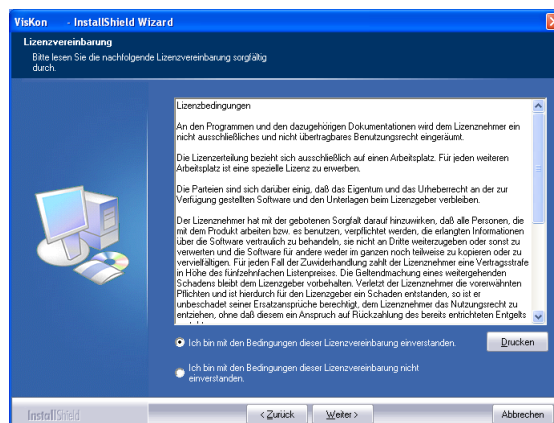 VisKon - InstallShield Wizard
Lizenzvereinbarung
Bitte lesen Sie die nachfolgende Lizenzvereinbarung sorgfältig
durch.
Lizenzbedingungen
An den Programmen und den dazugehörigen Dokumentationen wird dem Lizenznehmer ein
nicht ausschließliches und nicht übertragbares Benutzungsrecht eingeräumt.
Die Lizenzerteilung bezieht sich ausschließlich auf einen Arbeitsplatz. Für jeden weiteren
Arbeitsplatz ist eine spezielle Lizenz zu erwerben.
Die Parteien sind sich darüber einig, daß das Eigentum und das Urheberrecht an der zur
Verfügung gestellten Software und den Unterlagen beim Lizenzgeber verbleiben.
Der Lizenznehmer hat mit der gebotenen Sorgfalt darauf hinzuwirken, daß alle Personen, die
mit dem Produkt arbeiten bzw. es benutzen, verpflichtet werden, die erlangten Informationen
über die Software vertraulich zu behandeln, sie nicht an Dritte weiterzugeben oder sonst zu
verwerten und die Software für andere weder im ganzen noch teilweise zu kopieren oder zu
vervielfältigen. Für jeden Fall der Zuwiderhandlung zahlt der Lizenznehmer eine Vertragsstrafe
in Höhe des fünfzehnfachen Listenpreises. Die Geltendmachung eines weitergehenden
Schadens bleibt dem Lizenzgeber vorbehalten. Verletzt der Lizenznehmer die vorerwähnten
Pflichten und ist hierdurch für den Lizenzgeber ein Schaden entstanden, so ist er
unbeschadet seiner Ersatzansprüche berechtigt, dem Lizenznehmer das Nutzungsrecht zu
entziehen, ohne daß diesem ein Anspruch auf Rückzahlung des bereits entrichteten Entgelts
Ich bin mit den Bedingungen dieser Lizenzvereinbarung einverstanden.
Drucken
Ich bin mit den Bedingungen dieser Lizenzvereinbarung nicht
einverstanden.
InstallShield
< Zurück
Weiter >
Abbrechen